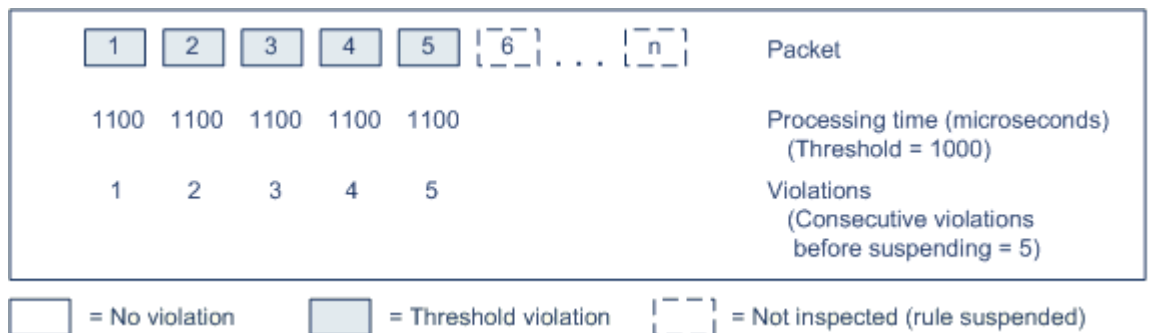 1 2 3 4 5 6 . . . n Packet
1100 1100 1100 1100 1100 Processing time (microseconds)
(Threshold = 1000)
1 2 3 4 5 Violations
(Consecutive violations
before suspending = 5)
= No violation = Threshold violation = Not inspected (rule suspended)